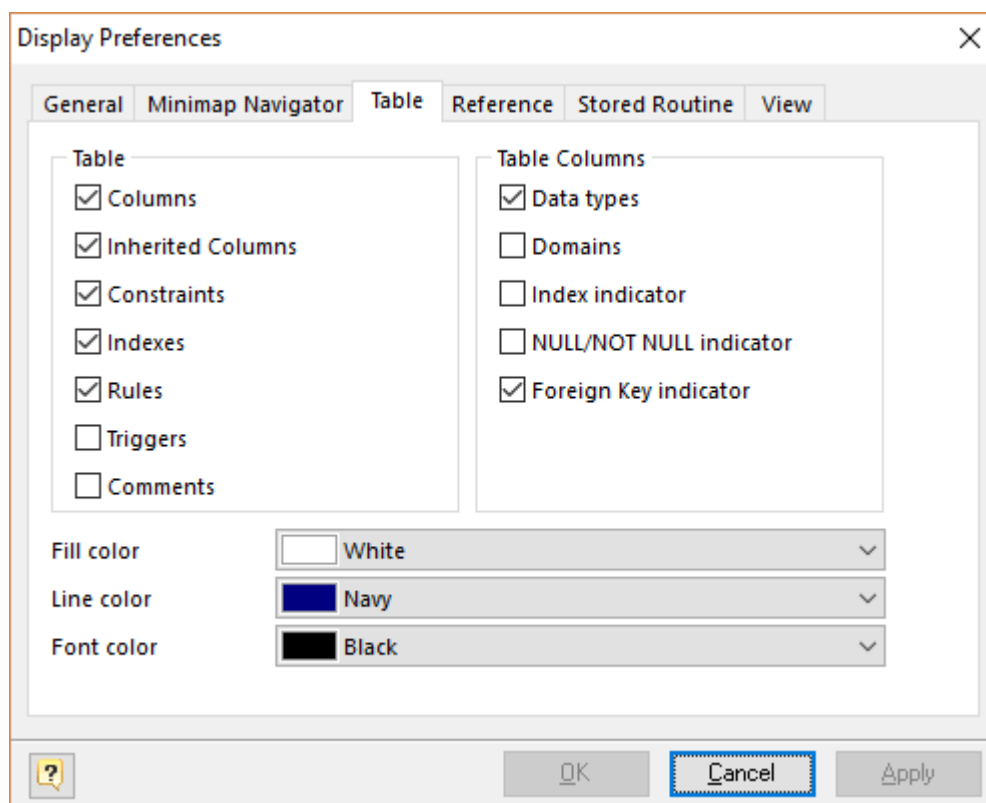 Display Preferences
General Minimap Navigator Table Reference Stored Routine View
Table
Columns
Inherited Columns
Constraints
Indexes
Rules
Triggers
Comments
Table Columns
Data types
Domains
Index indicator
NULL/NOT NULL indicator
Foreign Key indicator
Fill color White
Line color Navy
Font color Black
? OK Cancel Apply